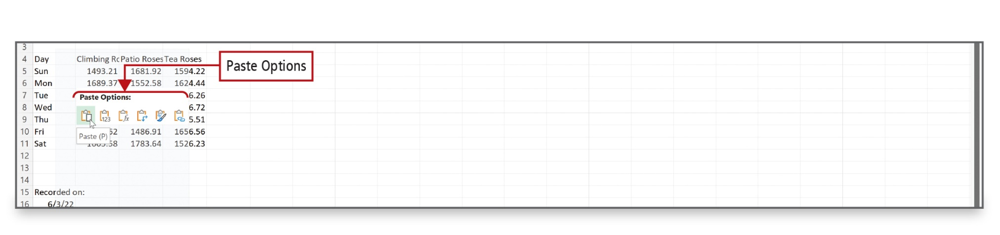 3
4 Day Climbing Rc Patio Roses Tea Roses
Paste Options
5 Sun 1493.21 1681.92 1594.22
6 Mon 1689.37 1552.58 1624.44
7 Tue 6.26
Paste Options:
8 Wed 6.72
9 Thu 5.51
123 fx %
10 Fri 52 1486.91 1656.56
Paste (P)
11 Sat .58 1783.64 1526.23
12
13
14
15 Recorded on:
16 6/3/22